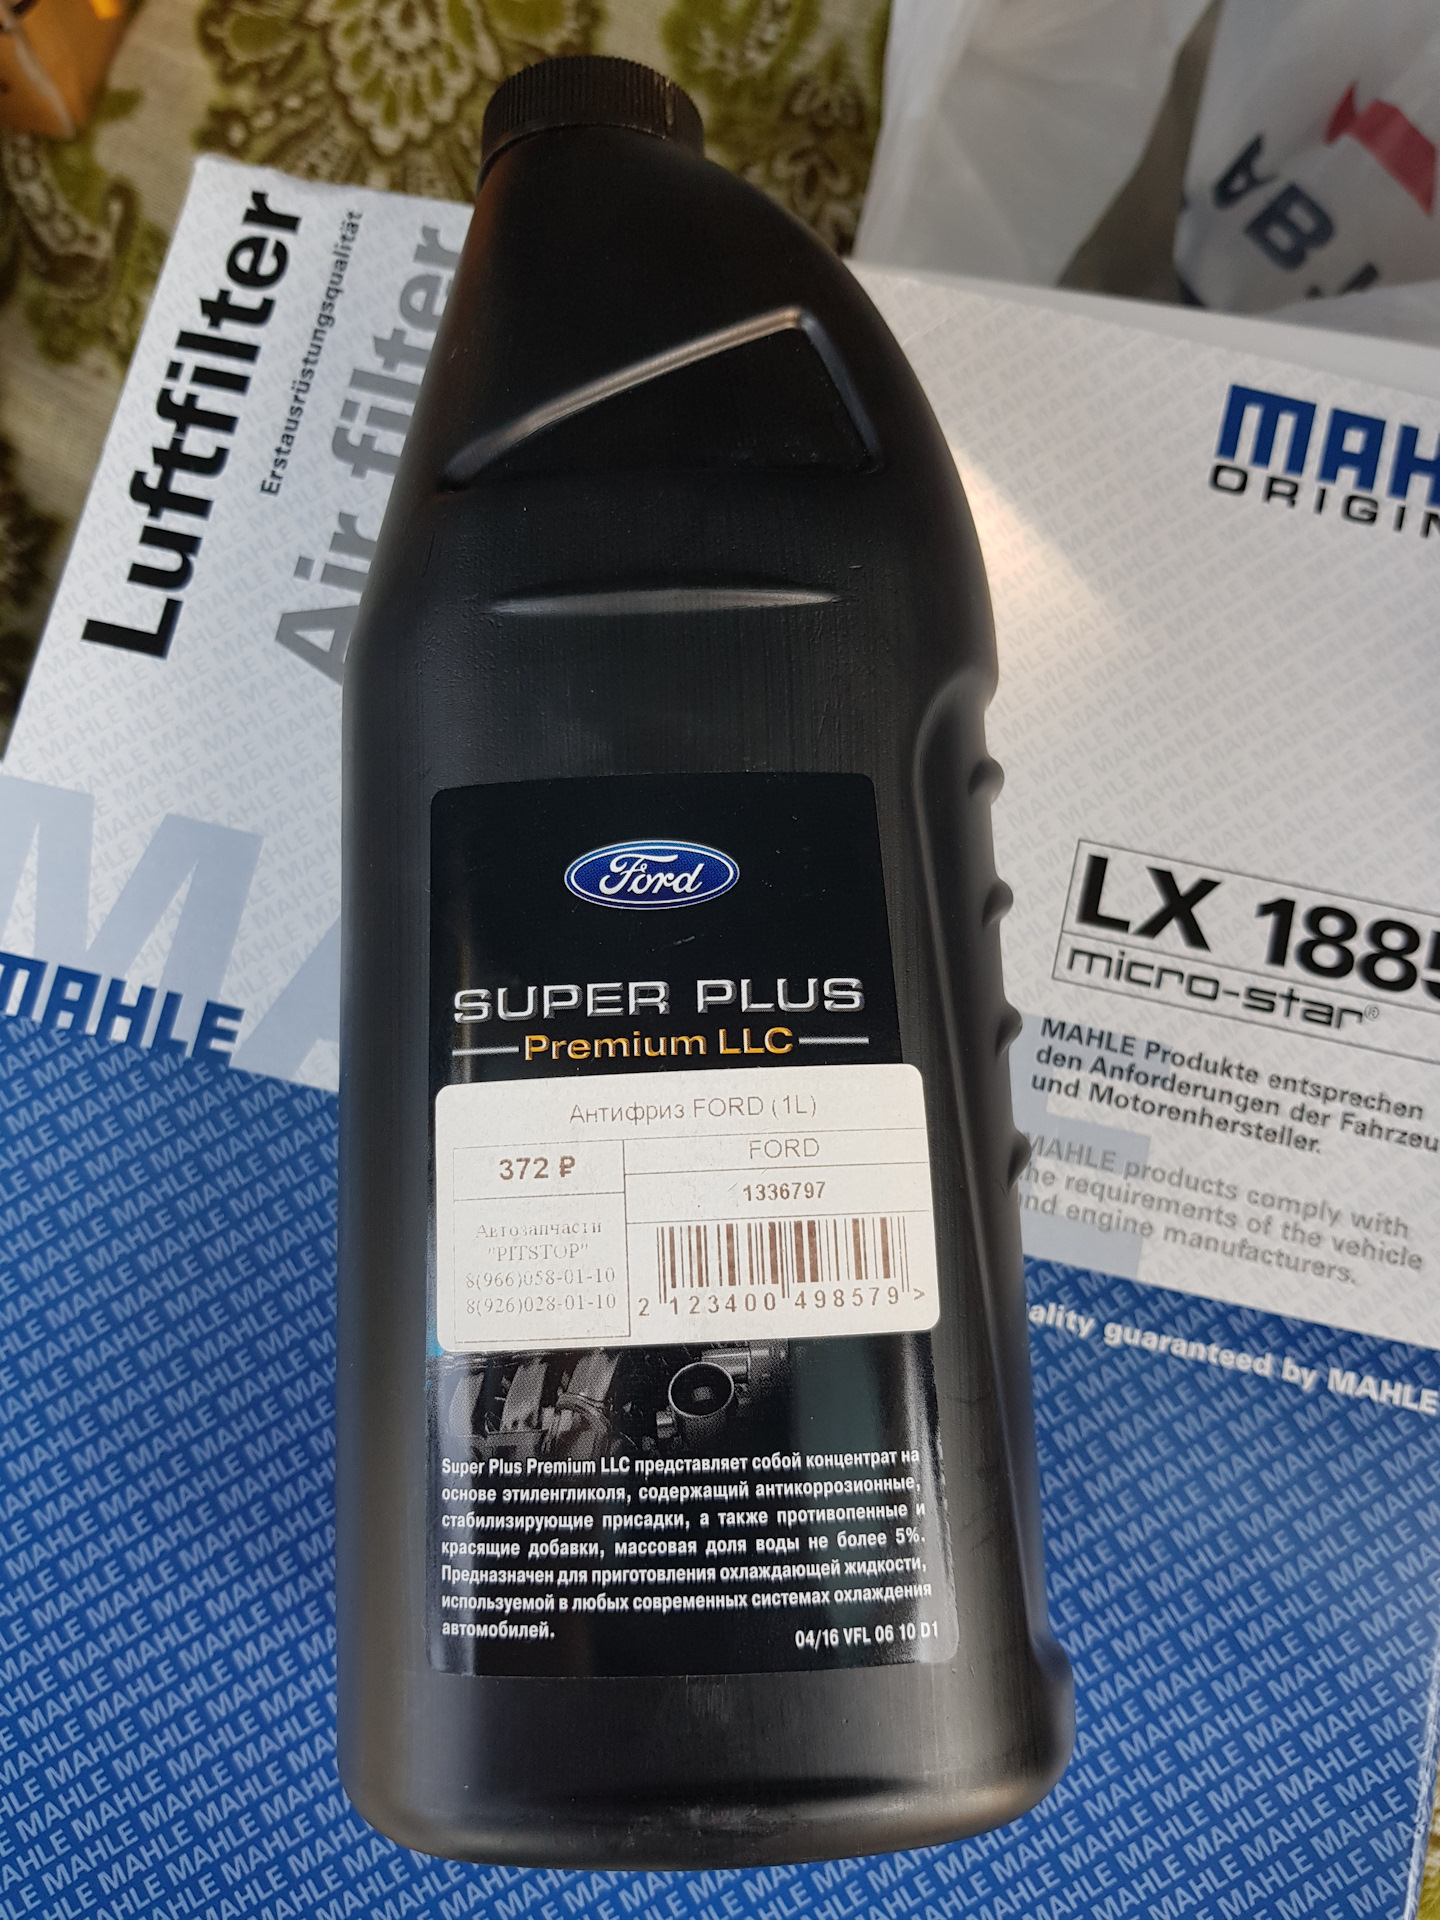 Luftfilter
Erstausrüstungsqualität
Air filter
MAHLE
Ford
SUPER PLUS
Premium LLC
Антифриз FORD (1L)
372 ₽
FORD
1336797
Автозапчасти
"PITSTOP"
8(966)058-01-10
8(926)028-01-10
2 123400 498579 >
Super Plus Premium LLC представляет собой концентрат на
основе этиленгликоля, содержащий антикоррозионные,
стабилизирующие присадки, а также противопенные и
красящие добавки, массовая доля воды не более 5%.
Предназначен для приготовления охлаждающей жидкости,
используемой в любых современных системах охлаждения
автомобилей.
04/16 VFL 06 10 D1
LX 1885
micro-star®
MAHLE Produkte entsprechen
den Anforderungen der
und Motorenhersteller.
MAHLE products comply with
the requirements of the vehicle
and engine manufacturers.
guaranteed by MAHLE